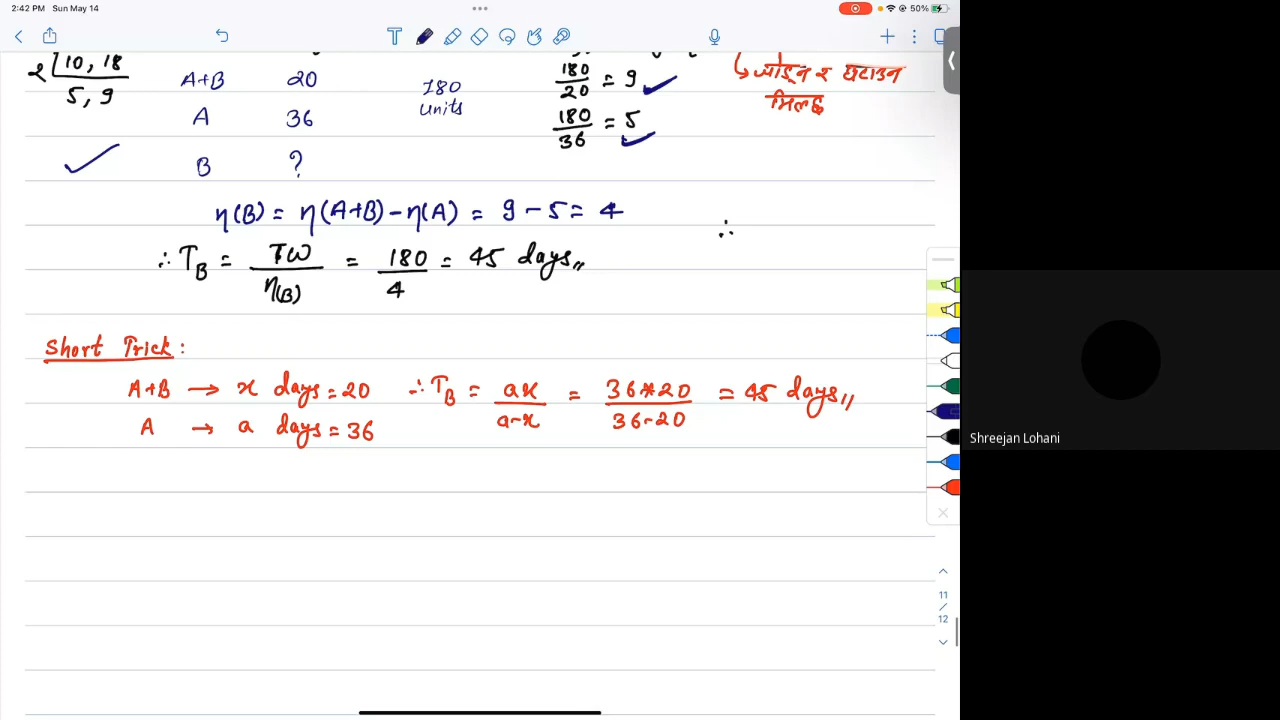 2:42 PM Sun May 14
50%
2 | 10, 18
5, 9
A+B 20
A 36
B ?
180 units
180/20 = 9
180/36 = 5
↳ जोड्न र घटाउन
मिल्छ
η(B) = η(A+B) - η(A) = 9 - 5 = 4
∴
∴ T_B = TW/η(B) = 180/4 = 45 days,,
Short Trick:
A+B → x days = 20
A → a days = 36
∴ T_B = ax/a-x = 36*20/36-20 = 45 days,,
T
11
/
12
Shreejan Lohani